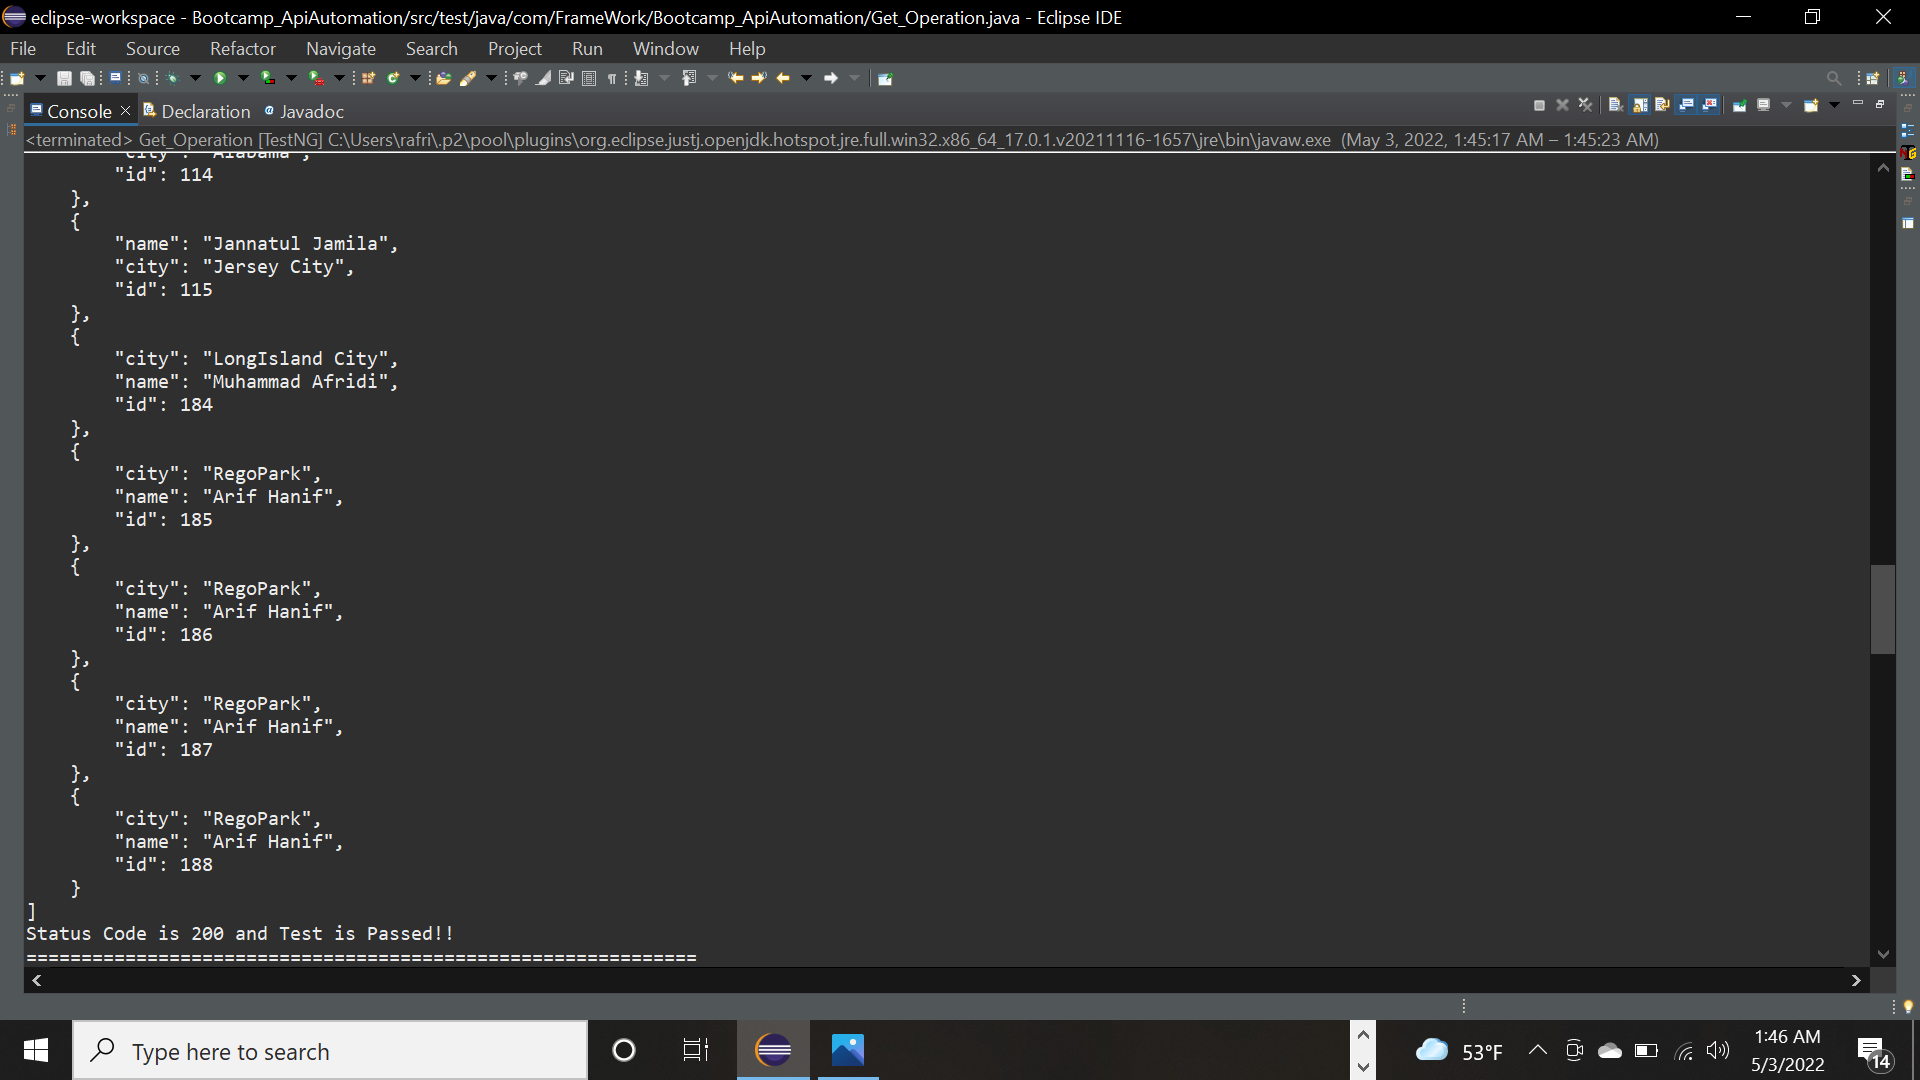 eclipse-workspace - Bootcamp_ApiAutomation/src/test/java/com/FrameWork/Bootcamp_ApiAutomation/Get_Operation.java - Eclipse IDE
File Edit Source Refactor Navigate Search Project Run Window Help
Console Declaration @ Javadoc
<terminated> Get_Operation [TestNG] C:\Users\rafri\.p2\pool\plugins\org.eclipse.justj.openjdk.hotspot.jre.full.win32.x86_64_17.0.1.v20211116-1657\jre\bin\javaw.exe (May 3, 2022, 1:45:17 AM – 1:45:23 AM)
"city": "Alabama",
"id": 114
},
{
"name": "Jannatul Jamila",
"city": "Jersey City",
"id": 115
},
{
"city": "LongIsland City",
"name": "Muhammad Afridi",
"id": 184
},
{
"city": "RegoPark",
"name": "Arif Hanif",
"id": 185
},
{
"city": "RegoPark",
"name": "Arif Hanif",
"id": 186
},
{
"city": "RegoPark",
"name": "Arif Hanif",
"id": 187
},
{
"city": "RegoPark",
"name": "Arif Hanif",
"id": 188
}
]
Status Code is 200 and Test is Passed!!
=============================================================
Type here to search
53°F
1:46 AM
5/3/2022
14